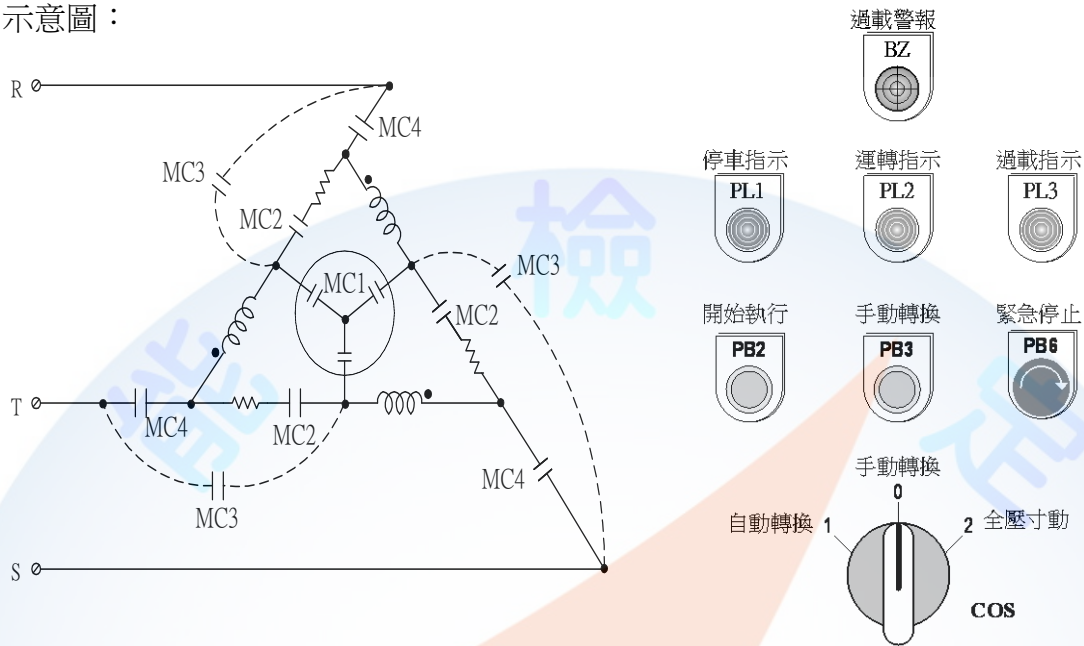 示意圖：
R
MC4
MC3
MC2
MC1
MC3
MC2
T
MC4
MC2
MC4
MC3
S
過載警報
BZ
停車指示
PL1
運轉指示
PL2
過載指示
PL3
開始執行
PB2
手動轉換
PB3
緊急停止
PB6
手動轉換
0
自動轉換 1
2 全壓寸動
COS
能
檢
定